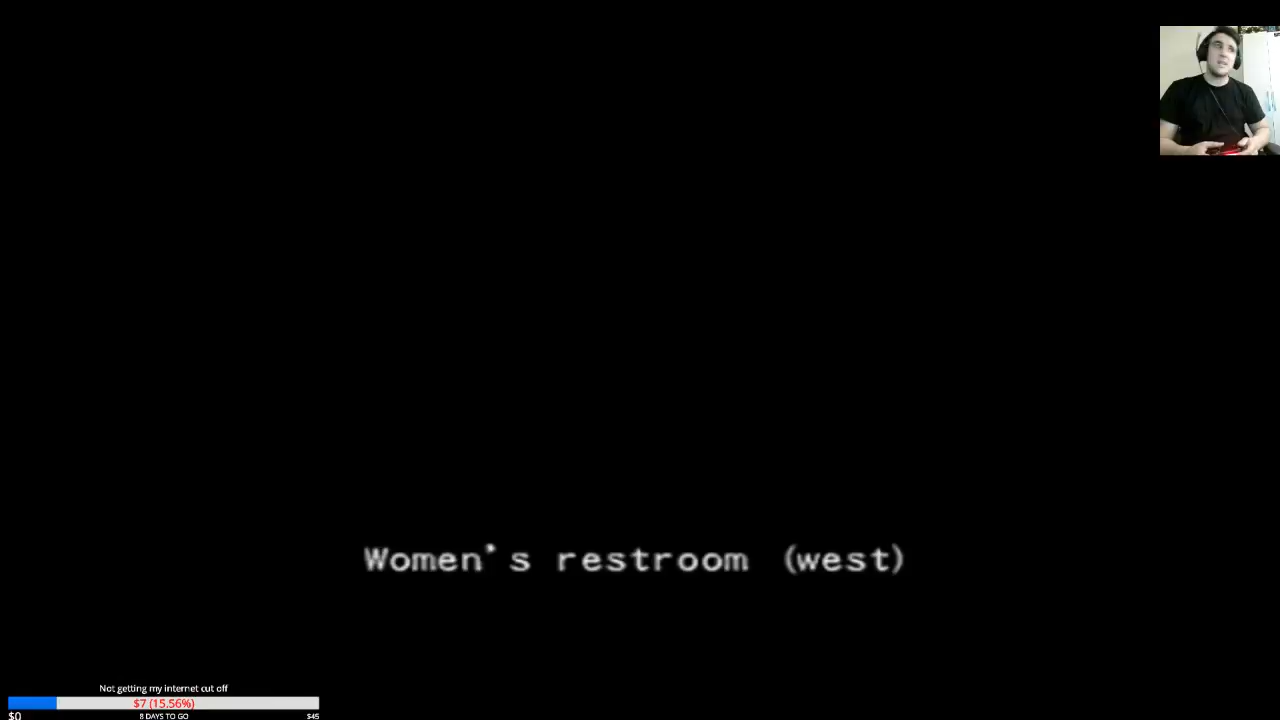 Women's restroom (west)
Not getting my internet cut off
$7 (15.56%)
$0 8 DAYS TO GO $45